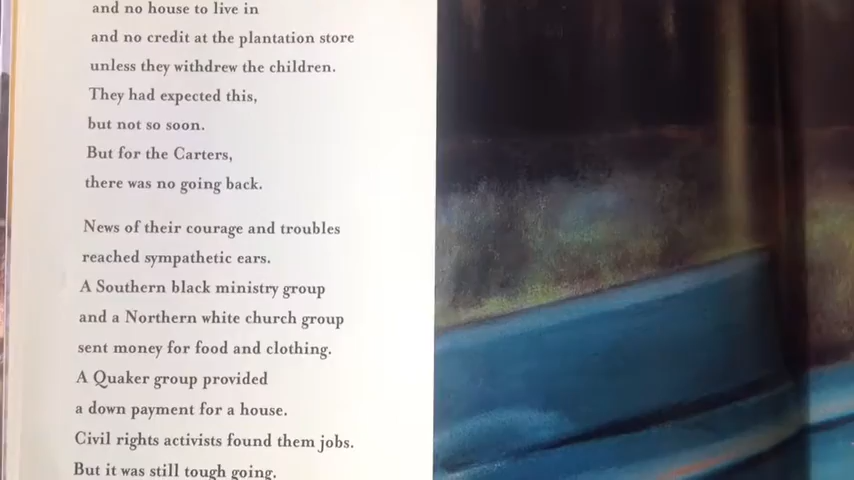 and no house to live in
and no credit at the plantation store
unless they withdrew the children.
They had expected this,
but not so soon.
But for the Carters,
there was no going back.
News of their courage and troubles
reached sympathetic ears.
A Southern black ministry group
and a Northern white church group
sent money for food and clothing.
A Quaker group provided
a down payment for a house.
Civil rights activists found them jobs.
But it was still tough going.